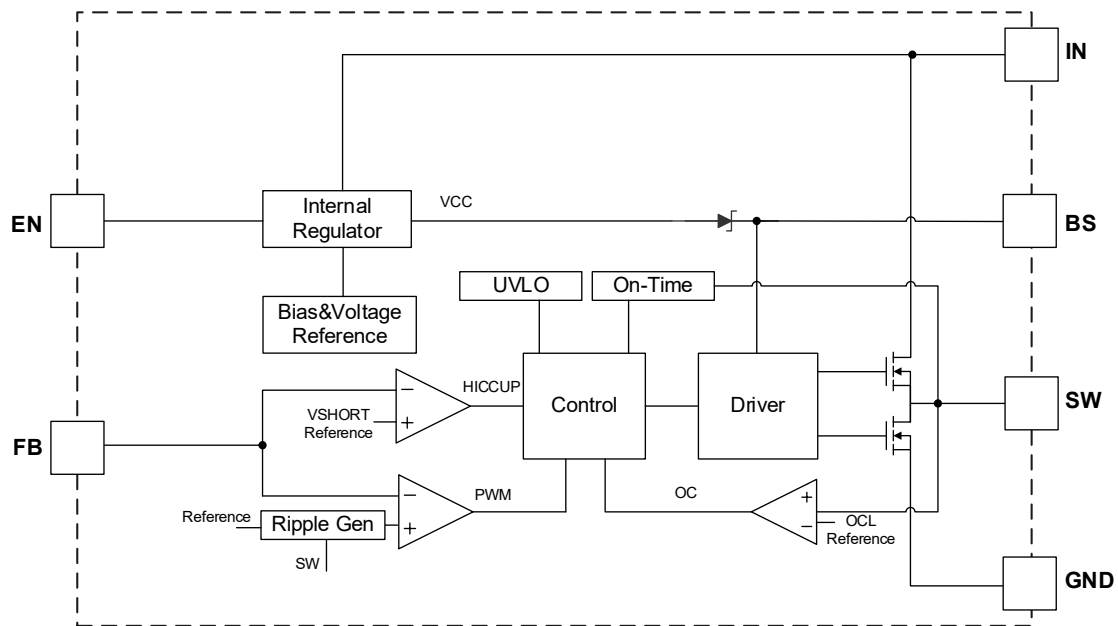 IN
EN
Internal
Regulator
VCC
BS
UVLO
On-Time
Bias&Voltage
Reference
HICCUP
Control
Driver
SW
FB
VSHORT
Reference
−
+
PWM
OC
−
+
+
−
Reference
Ripple Gen
OCL
Reference
SW
GND